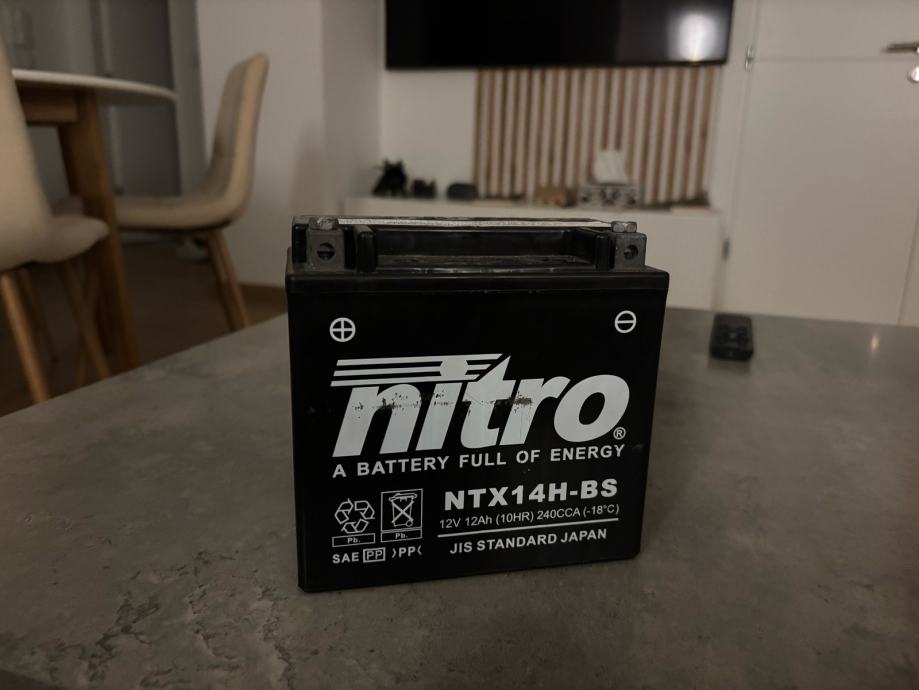 nitro®
A BATTERY FULL OF ENERGY
NTX14H-BS
12V 12Ah (10HR) 240CCA (-18°C)
JIS STANDARD JAPAN
Pb. Pb.
SAE PP >PP<